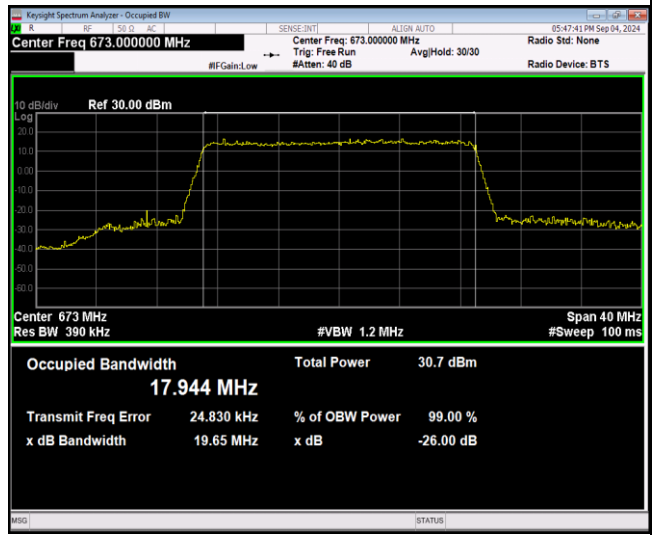 Keysight Spectrum Analyzer - Occupied BW
LXI R RF 50 Ω AC SENSE:INT ALIGN AUTO 05:47:41 PM Sep 04, 2024
Center Freq 673.000000 MHz Center Freq: 673.000000 MHz Radio Std: None
Trig: Free Run Avg|Hold: 30/30
#IFGain:Low #Atten: 40 dB Radio Device: BTS
10 dB/div Ref 30.00 dBm
Log
20.0
10.0
0.00
-10.0
-20.0
-30.0
-40.0
-50.0
-60.0
Center 673 MHz Span 40 MHz
Res BW 390 kHz #VBW 1.2 MHz #Sweep 100 ms
Occupied Bandwidth Total Power 30.7 dBm
17.944 MHz
Transmit Freq Error 24.830 kHz % of OBW Power 99.00 %
x dB Bandwidth 19.65 MHz x dB -26.00 dB
MSG STATUS